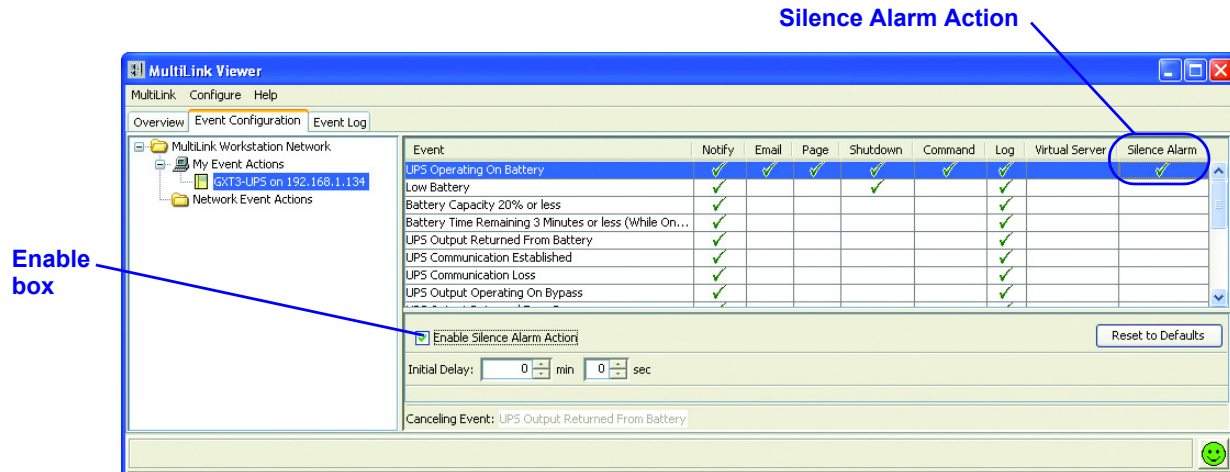 Silence Alarm Action
MultiLink Viewer
MultiLink Configure Help
Overview Event Configuration Event Log
MultiLink Workstation Network
My Event Actions
GXT3-UPS on 192.168.1.134
Network Event Actions
Event Notify Email Page Shutdown Command Log Virtual Server Silence Alarm
UPS Operating On Battery
Low Battery
Battery Capacity 20% or less
Battery Time Remaining 3 Minutes or less (While On...
UPS Output Returned From Battery
UPS Communication Established
UPS Communication Loss
UPS Output Operating On Bypass
Enable
box
Enable Silence Alarm Action
Reset to Defaults
Initial Delay: 0 min 0 sec
Canceling Event: UPS Output Returned From Battery